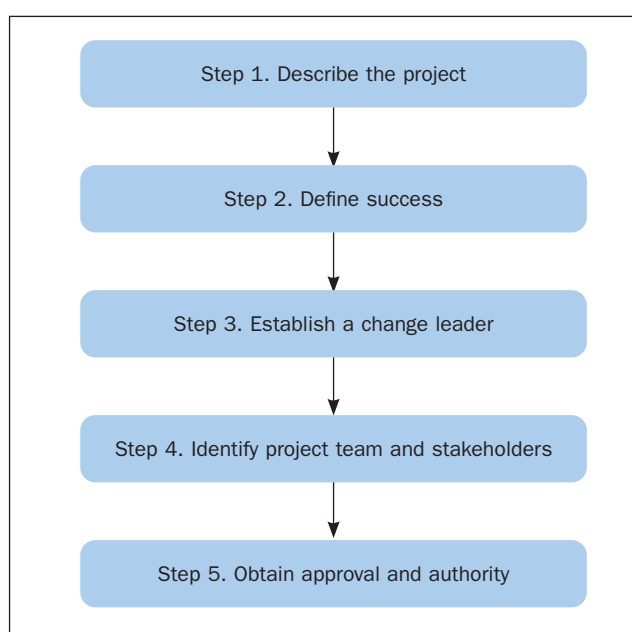 Step 1. Describe the project
Step 2. Define success
Step 3. Establish a change leader
Step 4. Identify project team and stakeholders
Step 5. Obtain approval and authority